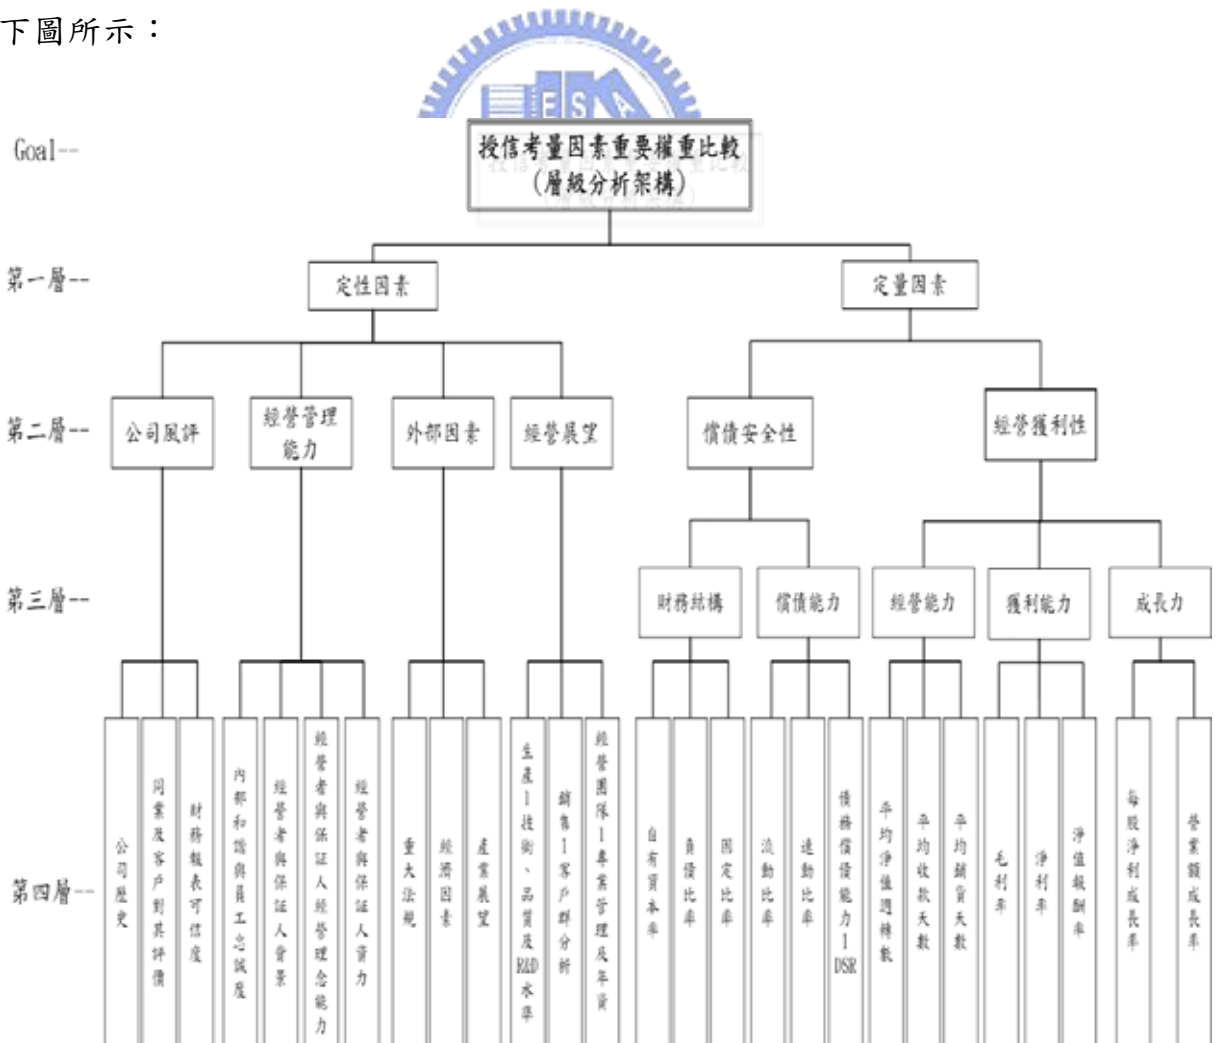 下圖所示：
ESA
Goal--
授信考量因素重要權重比較
(層級分析架構)
第一層--
定性因素
定量因素
第二層--
公司風評
經營管理
能力
外部因素
經營展望
償債安全性
經營獲利性
第三層--
財務結構
償債能力
經營能力
獲利能力
成長力
第四層--
公司歷史
同業及客戶對其評價
財務報表可信度
內部和諧與員工忠誠度
經營者與保証人背景
經營者與保証人經營理念能力
經營者與保証人資力
重大法規
經濟因素
產業展望
生產1技術、品質及R&D水準
銷售1客戶群分析
經營團隊1專業管理及年資
自有資本率
負債比率
固定比率
流動比率
速動比率
債務償債能力1DSR
平均淨值週轉數
平均收款天數
平均銷貨天數
毛利率
淨利率
淨值報酬率
每股淨利成長率
營業額成長率